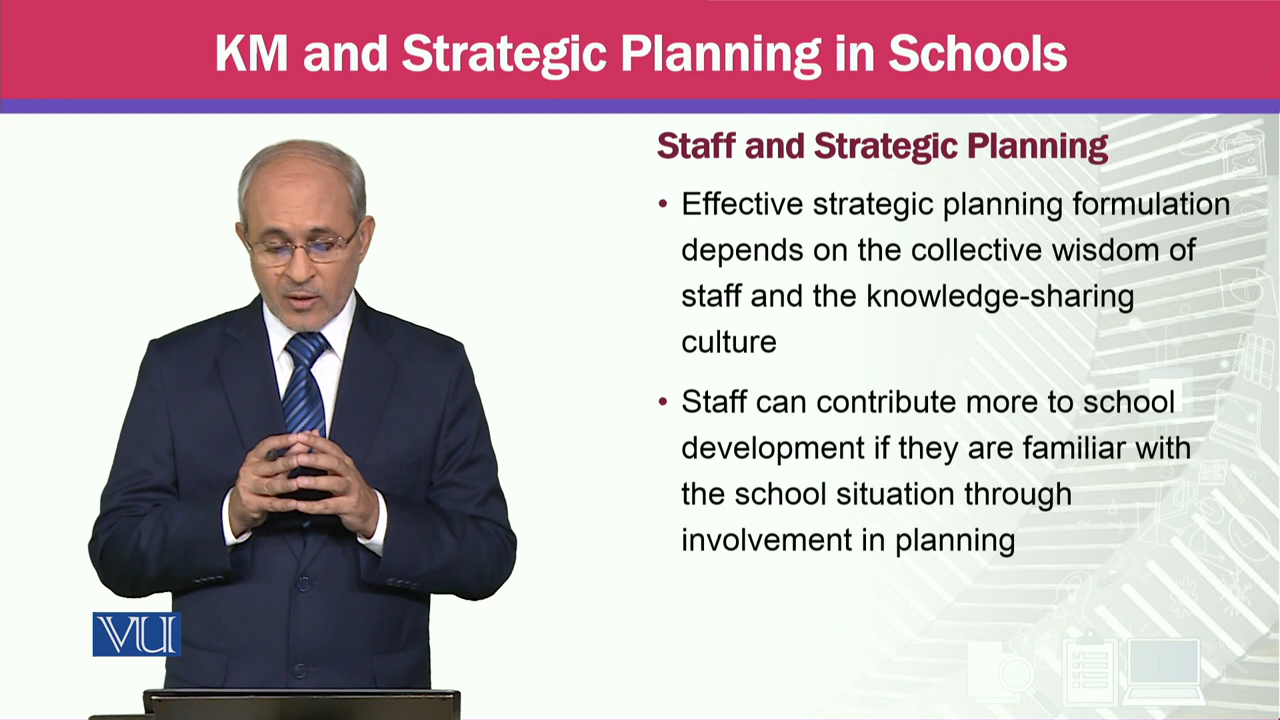 KM and Strategic Planning in Schools
Staff and Strategic Planning
• Effective strategic planning formulation
depends on the collective wisdom of
staff and the knowledge-sharing
culture
• Staff can contribute more to school
development if they are familiar with
the school situation through
involvement in planning
VU